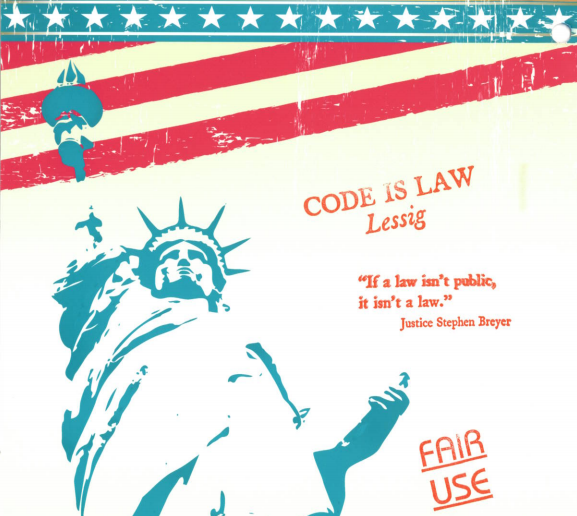 CODE IS LAW
Lessig
“If a law isn’t public,
it isn’t a law.”
Justice Stephen Breyer
FAIR
USE